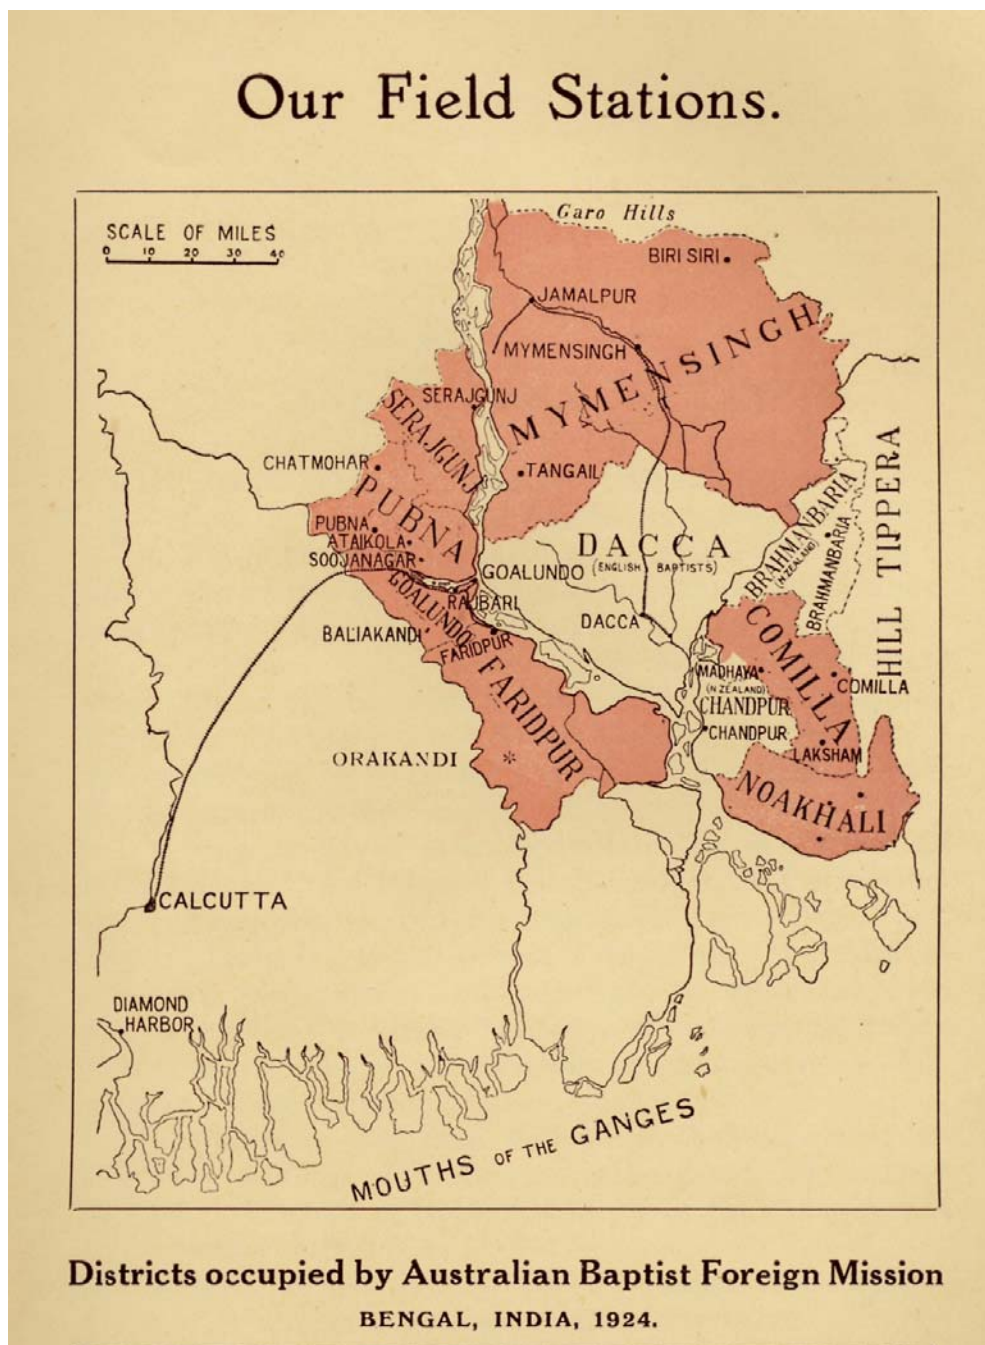 Our Field Stations.
SCALE OF MILES
0 10 20 30 40
Garo Hills
BIRI SIRI
JAMALPUR
MYMENSINGH
MYMENSINGH
SERAJGUNJ
SERAJGUNJ
CHATMOHAR
TANGAIL
PUBNA
PUBNA
ATAIKOLA
SOOJANAGAR
DACCA
(ENGLISH BAPTISTS)
BRAHMANBARIA
(N ZEALAND)
BRAHMANBARIA
HILL TIPPERA
GOALUNDO
GOALUNDO
RAJBARI
DACCA
BALIAKANDI
FARIDPUR
FARIDPUR
COMILLA
MADHAYA
(N ZEALAND)
COMILLA
CHANDPUR
CHANDPUR
LAKSHAM
ORAKANDI *
NOAKHALI
CALCUTTA
DIAMOND
HARBOR
MOUTHS OF THE GANGES
Districts occupied by Australian Baptist Foreign Mission
BENGAL, INDIA, 1924.